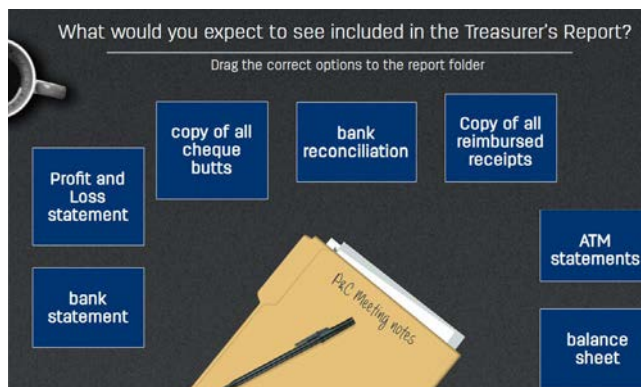 What would you expect to see included in the Treasurer's Report?
Drag the correct options to the report folder
copy of all
cheque
butts
bank
reconciliation
Copy of all
reimbursed
receipts
Profit and
Loss
statement
ATM
statements
bank
statement
balance
sheet
P&C Meeting notes